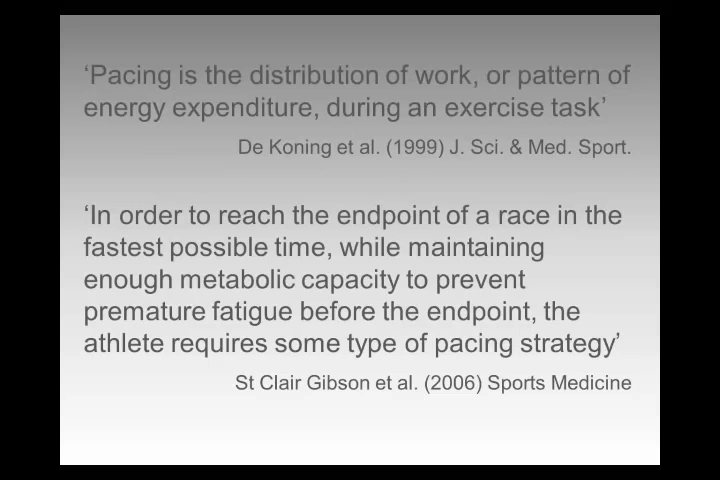 ‘Pacing is the distribution of work, or pattern of
energy expenditure, during an exercise task’
De Koning et al. (1999) J. Sci. & Med. Sport.
‘In order to reach the endpoint of a race in the
fastest possible time, while maintaining
enough metabolic capacity to prevent
premature fatigue before the endpoint, the
athlete requires some type of pacing strategy’
St Clair Gibson et al. (2006) Sports Medicine